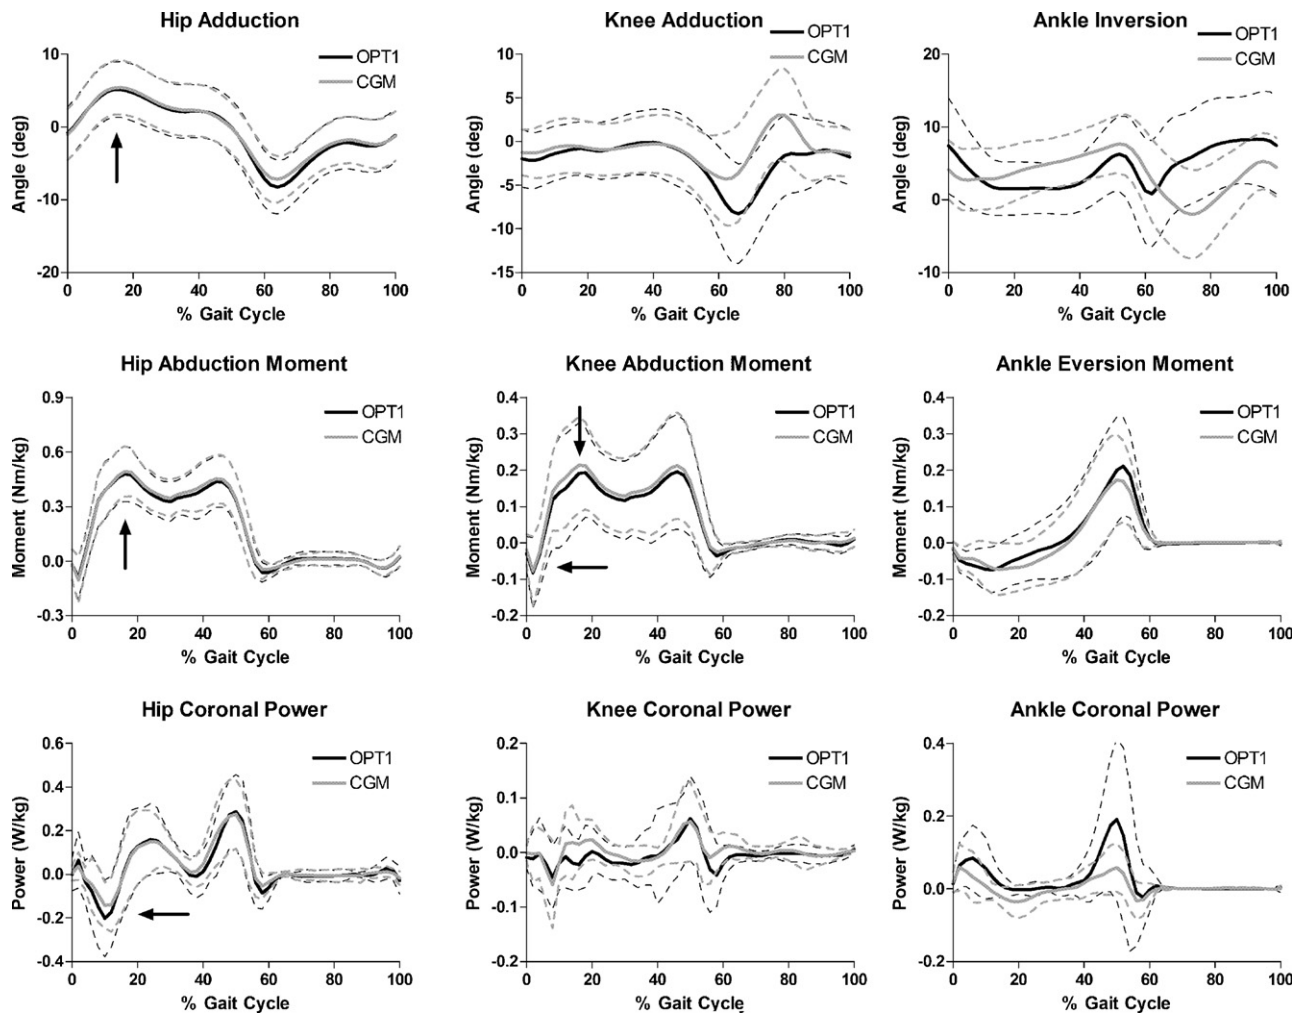 Hip Adduction
Knee Adduction
Ankle Inversion
OPT1
CGM
OPT1
CGM
OPT1
CGM
Angle (deg)
10
0
-10
-20
0 20 40 60 80 100
% Gait Cycle
Angle (deg)
10
5
0
-5
-10
-15
0 20 40 60 80 100
% Gait Cycle
Angle (deg)
20
10
0
-10
0 20 40 60 80 100
% Gait Cycle
Hip Abduction Moment
Knee Abduction Moment
Ankle Eversion Moment
OPT1
CGM
OPT1
CGM
OPT1
CGM
Moment (Nm/kg)
0.9
0.6
0.3
0.0
-0.3
0 20 40 60 80 100
% Gait Cycle
Moment (Nm/kg)
0.4
0.3
0.2
0.1
0.0
-0.1
-0.2
0 20 40 60 80 100
% Gait Cycle
Moment (Nm/kg)
0.4
0.3
0.2
0.1
0.0
-0.1
-0.2
0 20 40 60 80 100
% Gait Cycle
Hip Coronal Power
Knee Coronal Power
Ankle Coronal Power
OPT1
CGM
OPT1
CGM
OPT1
CGM
Power (W/kg)
0.6
0.4
0.2
0.0
-0.2
-0.4
0 20 40 60 80 100
% Gait Cycle
Power (W/kg)
0.2
0.1
0.0
-0.1
-0.2
0 20 40 60 80 100
% Gait Cycle
Power (W/kg)
0.4
0.2
0.0
-0.2
0 20 40 60 80 100
% Gait Cycle